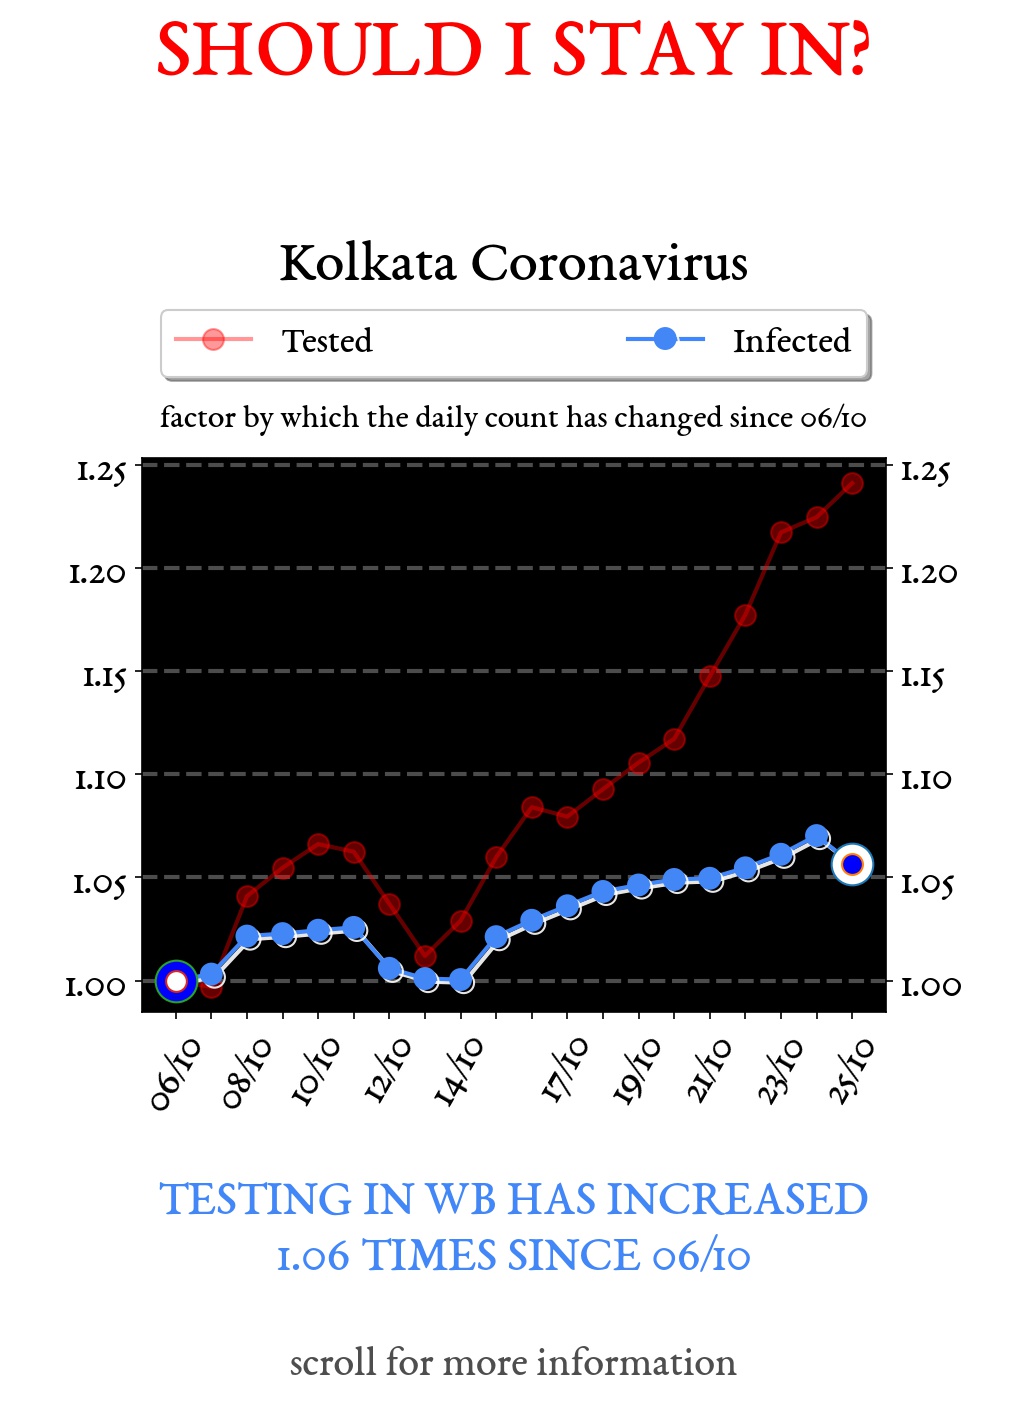 SHOULD I STAY IN?
Kolkata Coronavirus
Tested Infected
factor by which the daily count has changed since 06/10
1.25 1.25
1.20 1.20
1.15 1.15
1.10 1.10
1.05 1.05
1.00 1.00
06/10 08/10 10/10 12/10 14/10 17/10 19/10 21/10 23/10 25/10
TESTING IN WB HAS INCREASED
1.06 TIMES SINCE 06/10
scroll for more information